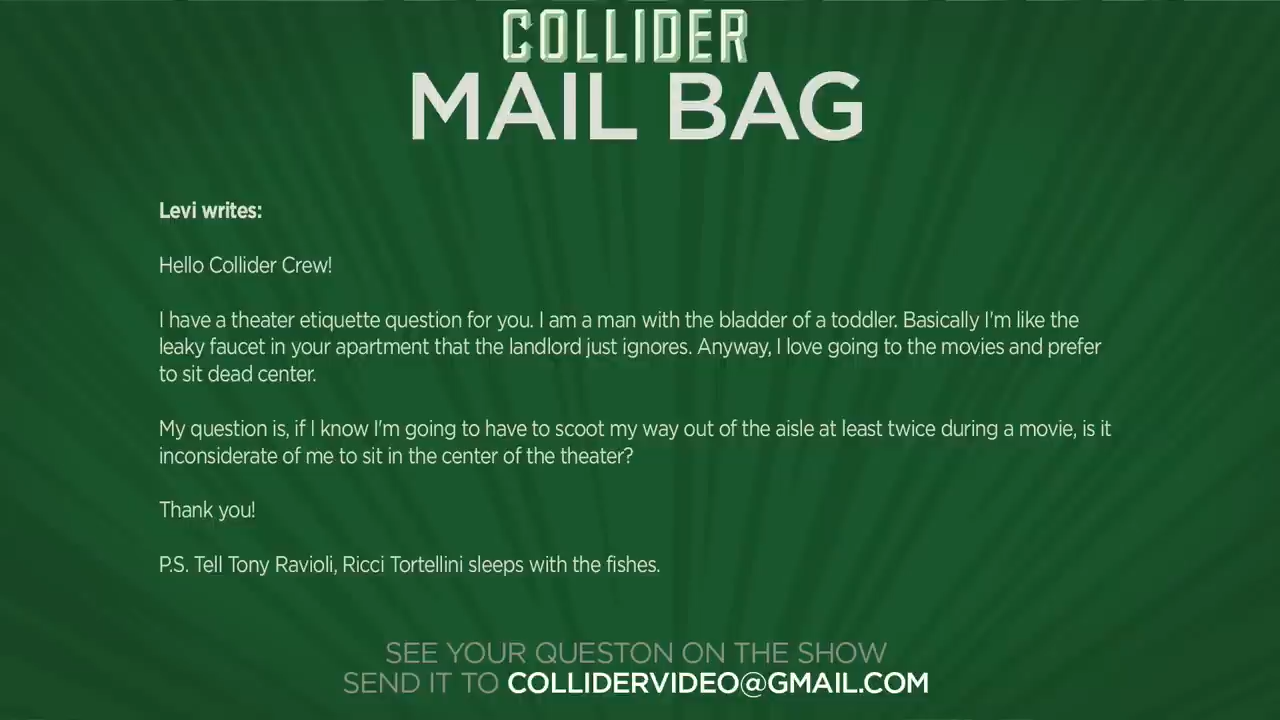 COLLIDER
MAIL BAG
Levi writes:
Hello Collider Crew!
I have a theater etiquette question for you. I am a man with the bladder of a toddler. Basically I'm like the
leaky faucet in your apartment that the landlord just ignores. Anyway, I love going to the movies and prefer
to sit dead center.
My question is, if I know I'm going to have to scoot my way out of the aisle at least twice during a movie, is it
inconsiderate of me to sit in the center of the theater?
Thank you!
P.S. Tell Tony Ravioli, Ricci Tortellini sleeps with the fishes.
SEE YOUR QUESTON ON THE SHOW
SEND IT TO COLLIDERVIDEO@GMAIL.COM